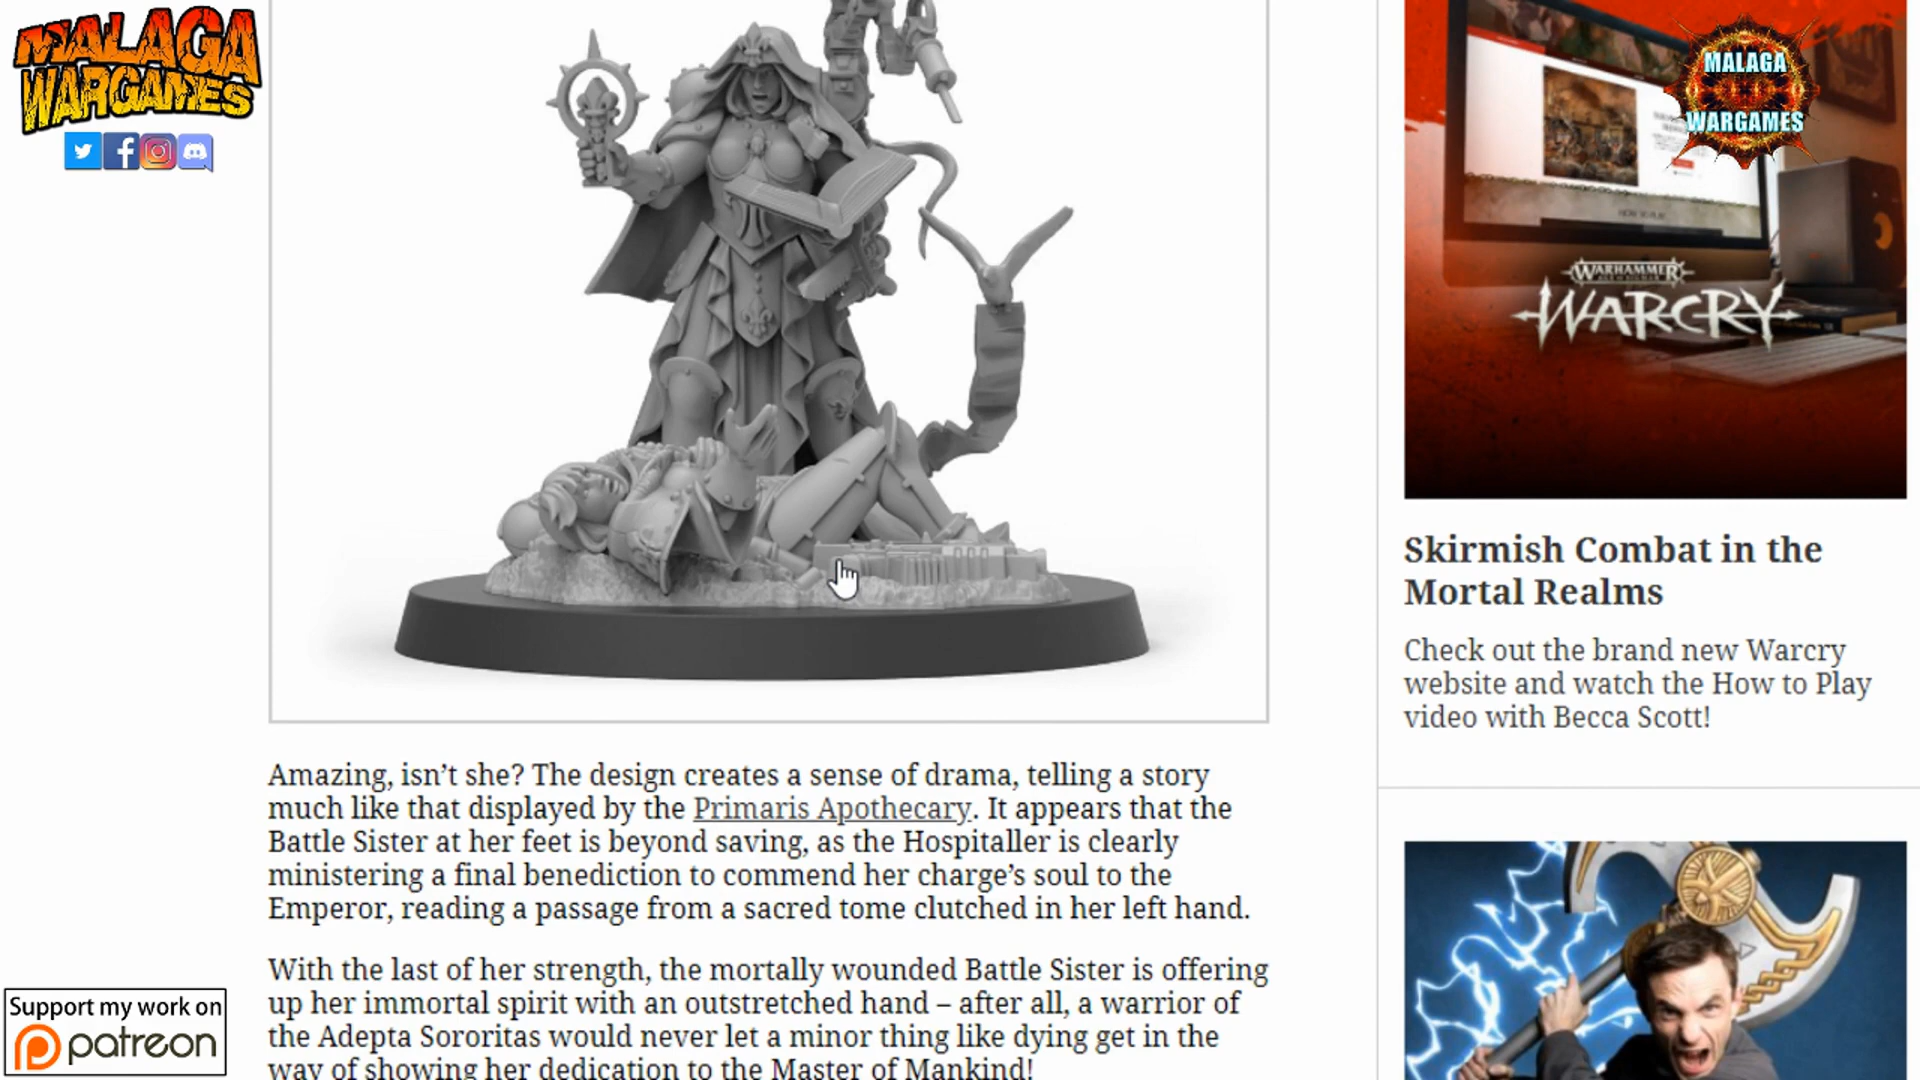 MALAGA
WARGAMES
Support my work on
patreon
Amazing, isn’t she? The design creates a sense of drama, telling a story
much like that displayed by the Primaris Apothecary. It appears that the
Battle Sister at her feet is beyond saving, as the Hospitaller is clearly
ministering a final benediction to commend her charge’s soul to the
Emperor, reading a passage from a sacred tome clutched in her left hand.
With the last of her strength, the mortally wounded Battle Sister is offering
up her immortal spirit with an outstretched hand – after all, a warrior of
the Adepta Sororitas would never let a minor thing like dying get in the
way of showing her dedication to the Master of Mankind!
MALAGA
WARGAMES
WARHAMMER
WARCRY
Skirmish Combat in the
Mortal Realms
Check out the brand new Warcry
website and watch the How to Play
video with Becca Scott!